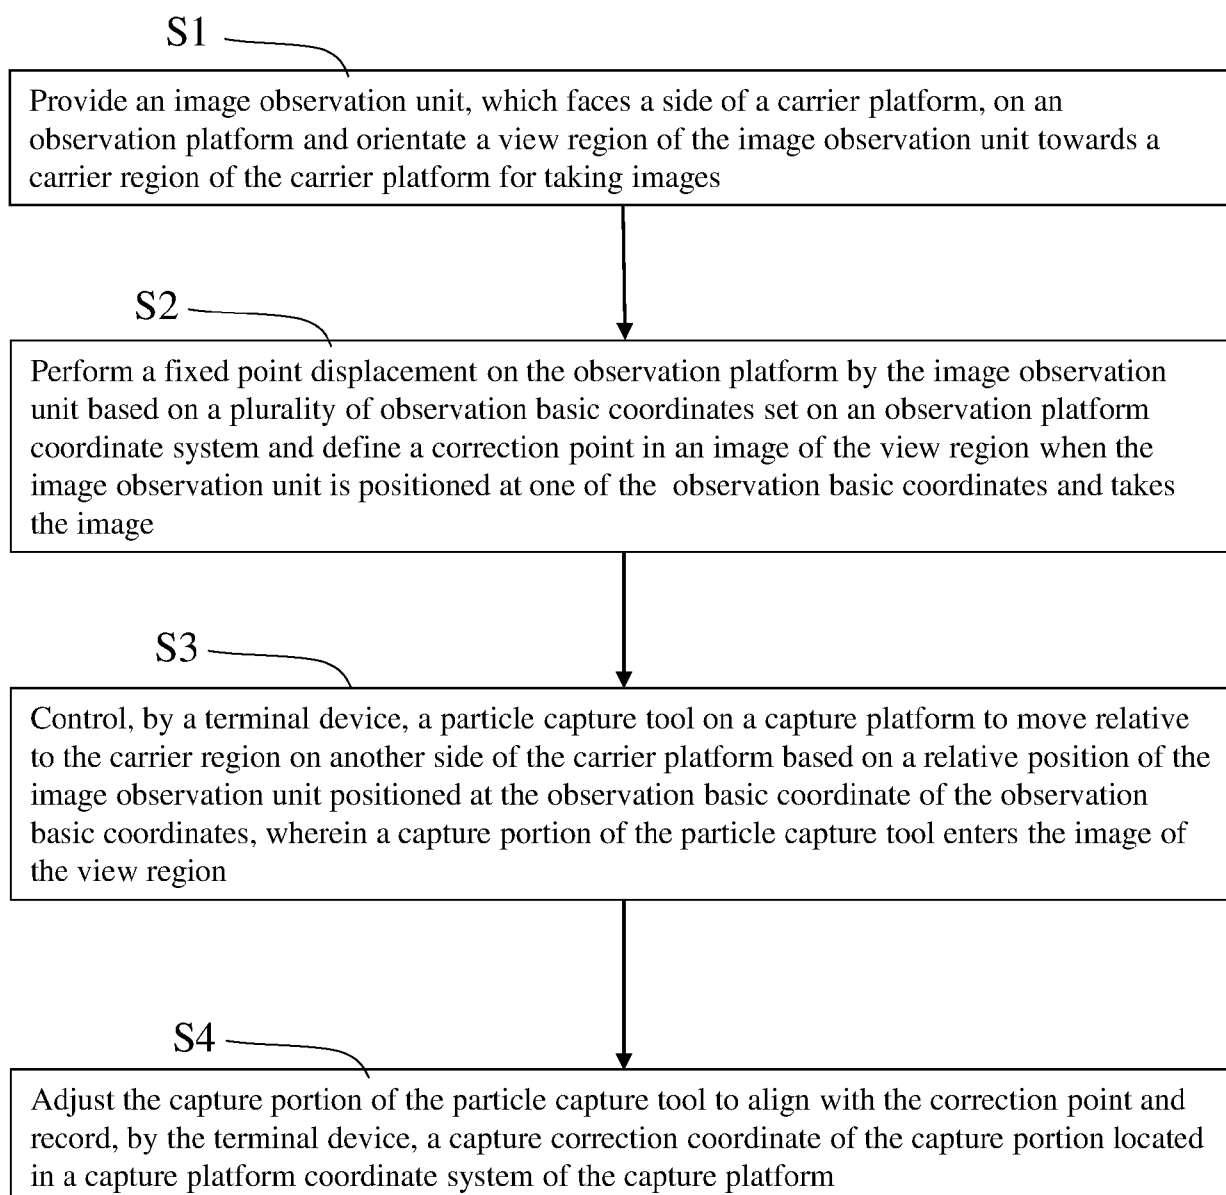 S1
Provide an image observation unit, which faces a side of a carrier platform, on an
observation platform and orientate a view region of the image observation unit towards a
carrier region of the carrier platform for taking images
S2
Perform a fixed point displacement on the observation platform by the image observation
unit based on a plurality of observation basic coordinates set on an observation platform
coordinate system and define a correction point in an image of the view region when the
image observation unit is positioned at one of the observation basic coordinates and takes
the image
S3
Control, by a terminal device, a particle capture tool on a capture platform to move relative
to the carrier region on another side of the carrier platform based on a relative position of the
image observation unit positioned at the observation basic coordinate of the observation
basic coordinates, wherein a capture portion of the particle capture tool enters the image of
the view region
S4
Adjust the capture portion of the particle capture tool to align with the correction point and
record, by the terminal device, a capture correction coordinate of the capture portion located
in a capture platform coordinate system of the capture platform